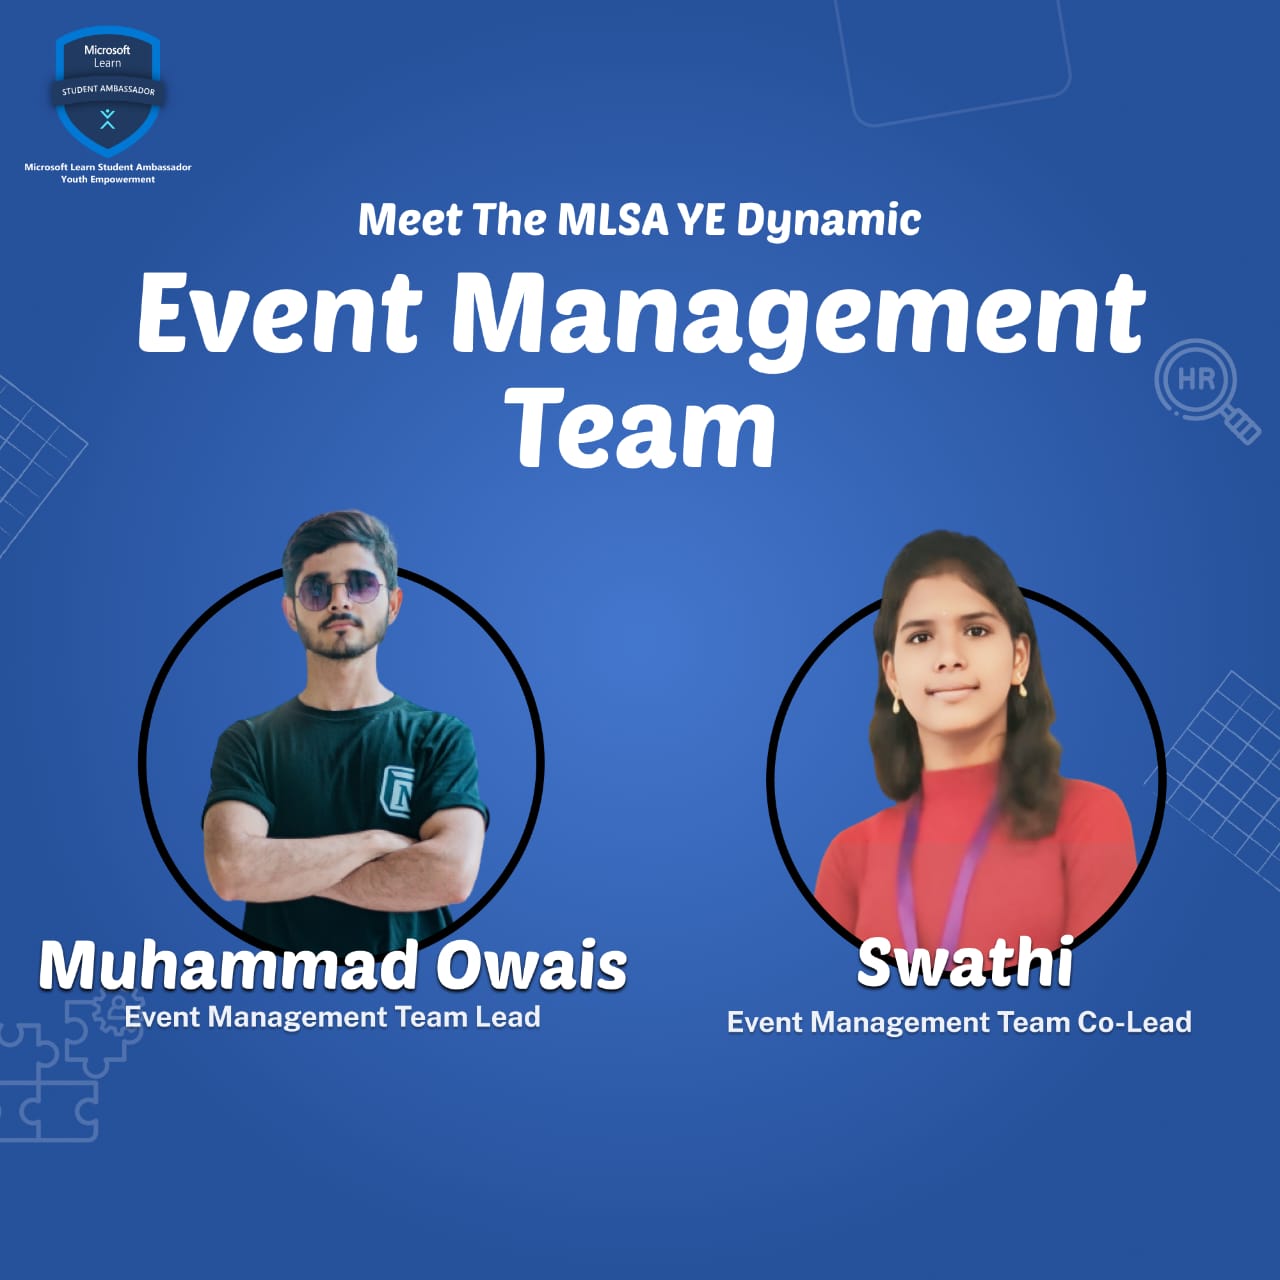 Microsoft
Learn
STUDENT AMBASSADOR
Microsoft Learn Student Ambassador
Youth Empowerment
Meet The MLSA YE Dynamic
Event Management
Team
HR
Muhammad Owais
Event Management Team Lead
Swathi
Event Management Team Co-Lead